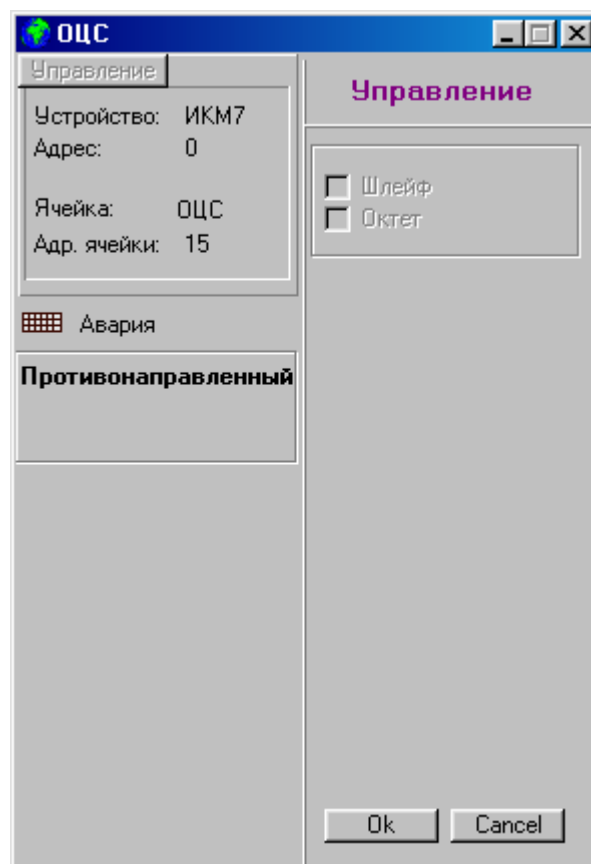 ОЦС
Управление
Устройство: ИКМ7
Адрес: 0
Ячейка: ОЦС
Адр. ячейки: 15
Авария
Противонаправленный
Управление
Шлейф
Октет
Ok Cancel